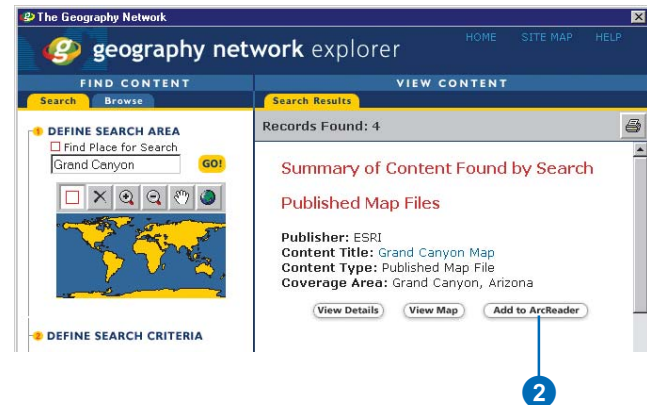 The Geography Network
geography network explorer
HOME SITE MAP HELP
FIND CONTENT
VIEW CONTENT
Search Browse
Search Results
1 DEFINE SEARCH AREA
Find Place for Search
Grand Canyon GO!
Records Found: 4
Summary of Content Found by Search
Published Map Files
Publisher: ESRI
Content Title: Grand Canyon Map
Content Type: Published Map File
Coverage Area: Grand Canyon, Arizona
View Details View Map Add to ArcReader
2 DEFINE SEARCH CRITERIA
2